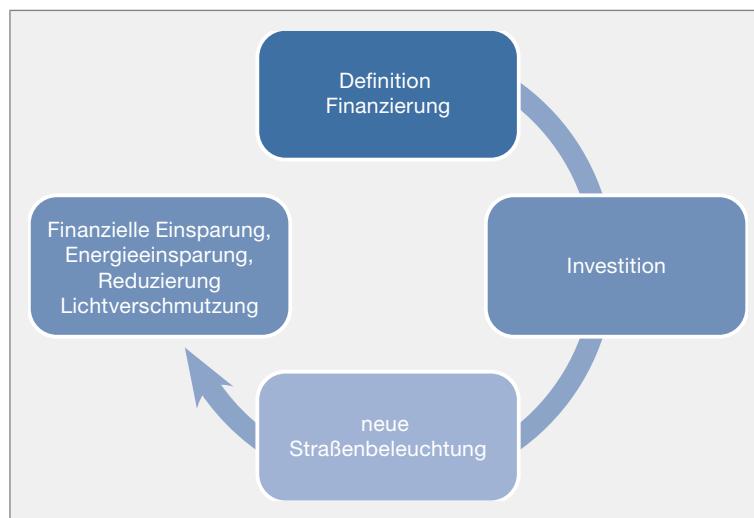 Definition
Finanzierung
Investition
neue
Straßenbeleuchtung
Finanzielle Einsparung,
Energieeinsparung,
Reduzierung
Lichtverschmutzung